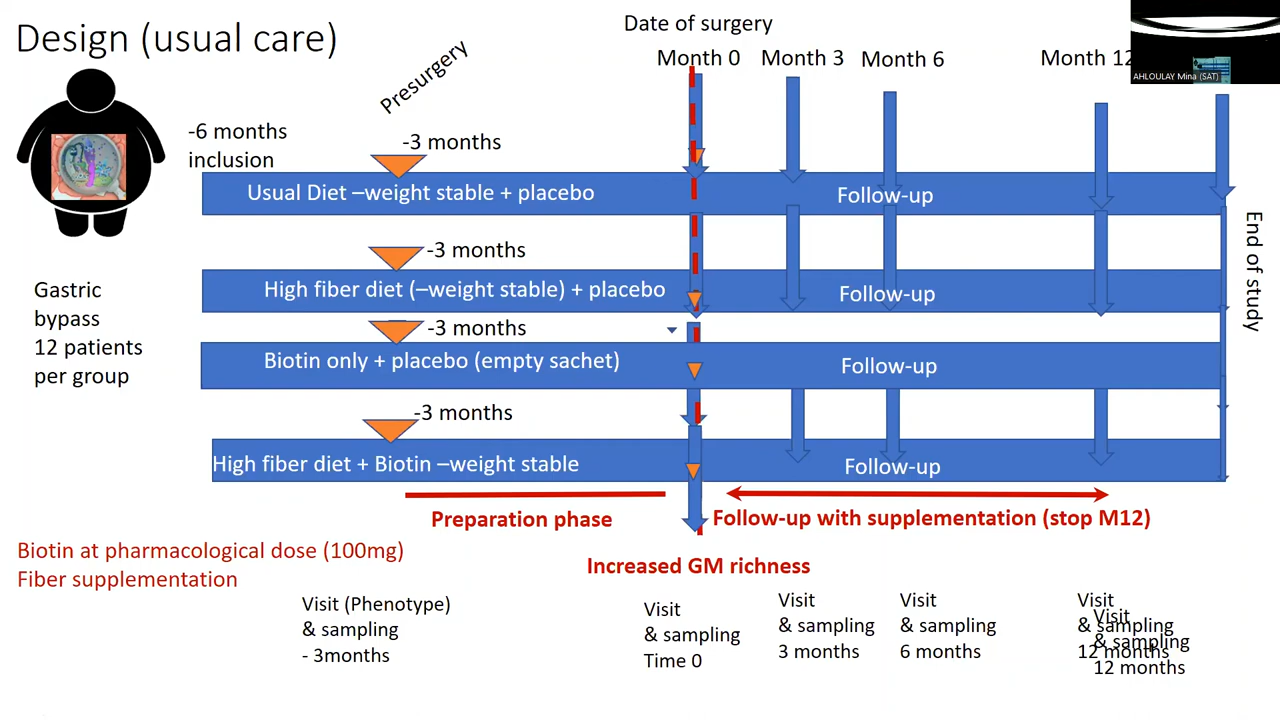 Design (usual care)
Date of surgery
Month 0
Month 3
Month 6
Month 12
AHLOULAY Mina (SAT)
Presurgery
-6 months
inclusion
-3 months
Usual Diet –weight stable + placebo
Follow-up
-3 months
High fiber diet (–weight stable) + placebo
Follow-up
-3 months
Biotin only + placebo (empty sachet)
Follow-up
-3 months
High fiber diet + Biotin –weight stable
Follow-up
End of study
Gastric
bypass
12 patients
per group
Preparation phase
Follow-up with supplementation (stop M12)
Biotin at pharmacological dose (100mg)
Fiber supplementation
Increased GM richness
Visit (Phenotype)
& sampling
- 3months
Visit
& sampling
Time 0
Visit
& sampling
3 months
Visit
& sampling
6 months
Visit
& sampling
12 months
Visit
& sampling
12 months